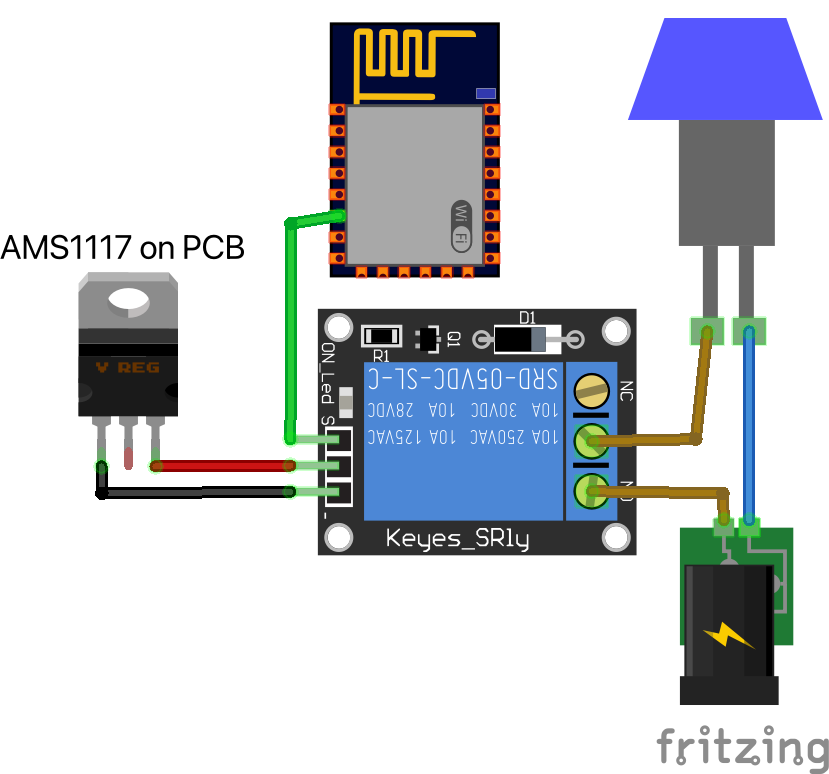 Wi
Fi
AMS1117 on PCB
V REG
D1
Q1
R1
ON_Led
S
-
SRD-05VDC-SL-C
10A 30VDC 10A 28VDC
10A 250VAC 10A 125VAC
NC
NO
Keyes_SRly
fritzing